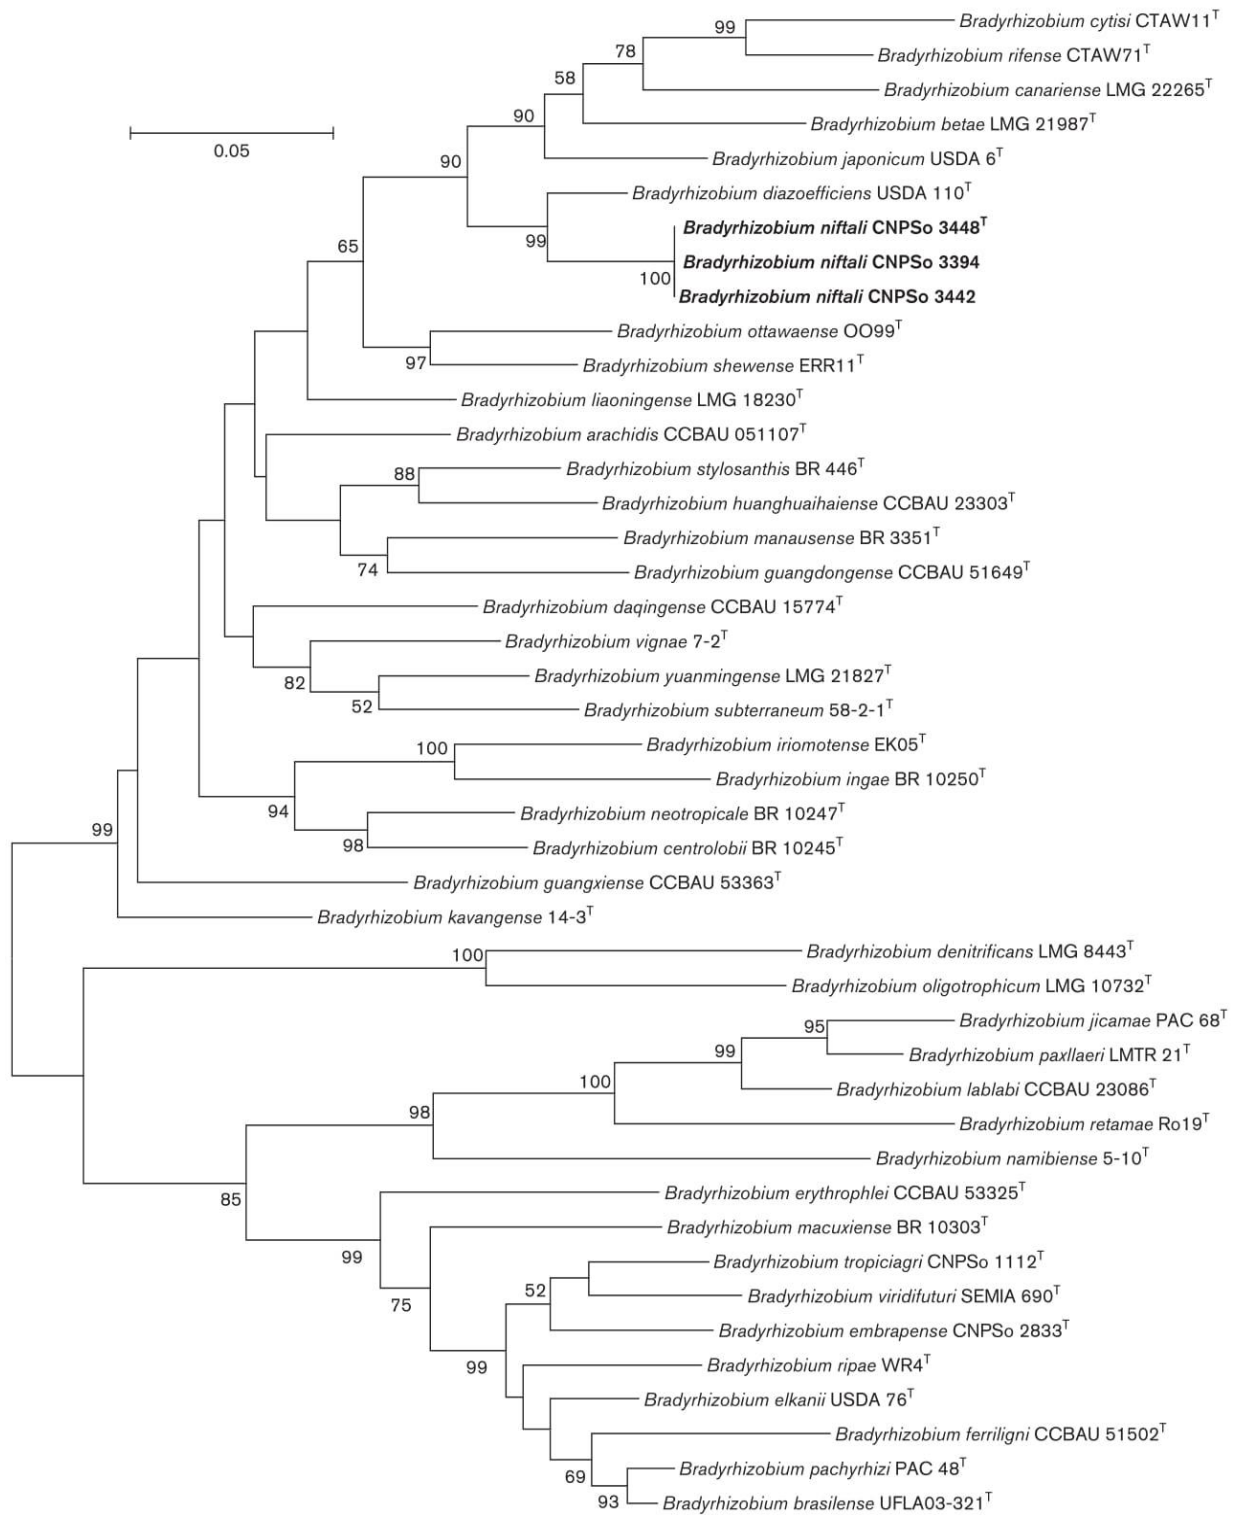 99
Bradyrhizobium cytisi CTAW11ᵀ
Bradyrhizobium rifense CTAW71ᵀ
78
58
Bradyrhizobium canariense LMG 22265ᵀ
90
Bradyrhizobium betae LMG 21987ᵀ
0.05
90
Bradyrhizobium japonicum USDA 6ᵀ
Bradyrhizobium diazoefficiens USDA 110ᵀ
Bradyrhizobium niftali CNPSo 3448ᵀ
99
65
Bradyrhizobium niftali CNPSo 3394
100
Bradyrhizobium niftali CNPSo 3442
Bradyrhizobium ottawaense OO99ᵀ
97
Bradyrhizobium shewense ERR11ᵀ
Bradyrhizobium liaoningense LMG 18230ᵀ
Bradyrhizobium arachidis CCBAU 051107ᵀ
88
Bradyrhizobium stylosanthis BR 446ᵀ
Bradyrhizobium huanghuaihaiense CCBAU 23303ᵀ
Bradyrhizobium manausense BR 3351ᵀ
74
Bradyrhizobium guangdongense CCBAU 51649ᵀ
Bradyrhizobium daqingense CCBAU 15774ᵀ
Bradyrhizobium vignae 7-2ᵀ
82
Bradyrhizobium yuanmingense LMG 21827ᵀ
52
Bradyrhizobium subterraneum 58-2-1ᵀ
100
Bradyrhizobium iriomotense EK05ᵀ
Bradyrhizobium ingae BR 10250ᵀ
94
Bradyrhizobium neotropicale BR 10247ᵀ
99
98
Bradyrhizobium centrolobii BR 10245ᵀ
Bradyrhizobium guangxiense CCBAU 53363ᵀ
Bradyrhizobium kavangense 14-3ᵀ
100
Bradyrhizobium denitrificans LMG 8443ᵀ
Bradyrhizobium oligotrophicum LMG 10732ᵀ
95
Bradyrhizobium jicamae PAC 68ᵀ
99
Bradyrhizobium paxllaeri LMTR 21ᵀ
100
Bradyrhizobium lablabi CCBAU 23086ᵀ
98
Bradyrhizobium retamae Ro19ᵀ
Bradyrhizobium namibiense 5-10ᵀ
85
Bradyrhizobium erythrophlei CCBAU 53325ᵀ
Bradyrhizobium macuxiense BR 10303ᵀ
99
Bradyrhizobium tropiciagri CNPSo 1112ᵀ
52
75
Bradyrhizobium viridifuturi SEMIA 690ᵀ
Bradyrhizobium embrapense CNPSo 2833ᵀ
99
Bradyrhizobium ripae WR4ᵀ
Bradyrhizobium elkanii USDA 76ᵀ
Bradyrhizobium ferriligni CCBAU 51502ᵀ
69
Bradyrhizobium pachyrhizi PAC 48ᵀ
93
Bradyrhizobium brasilense UFLA03-321ᵀ